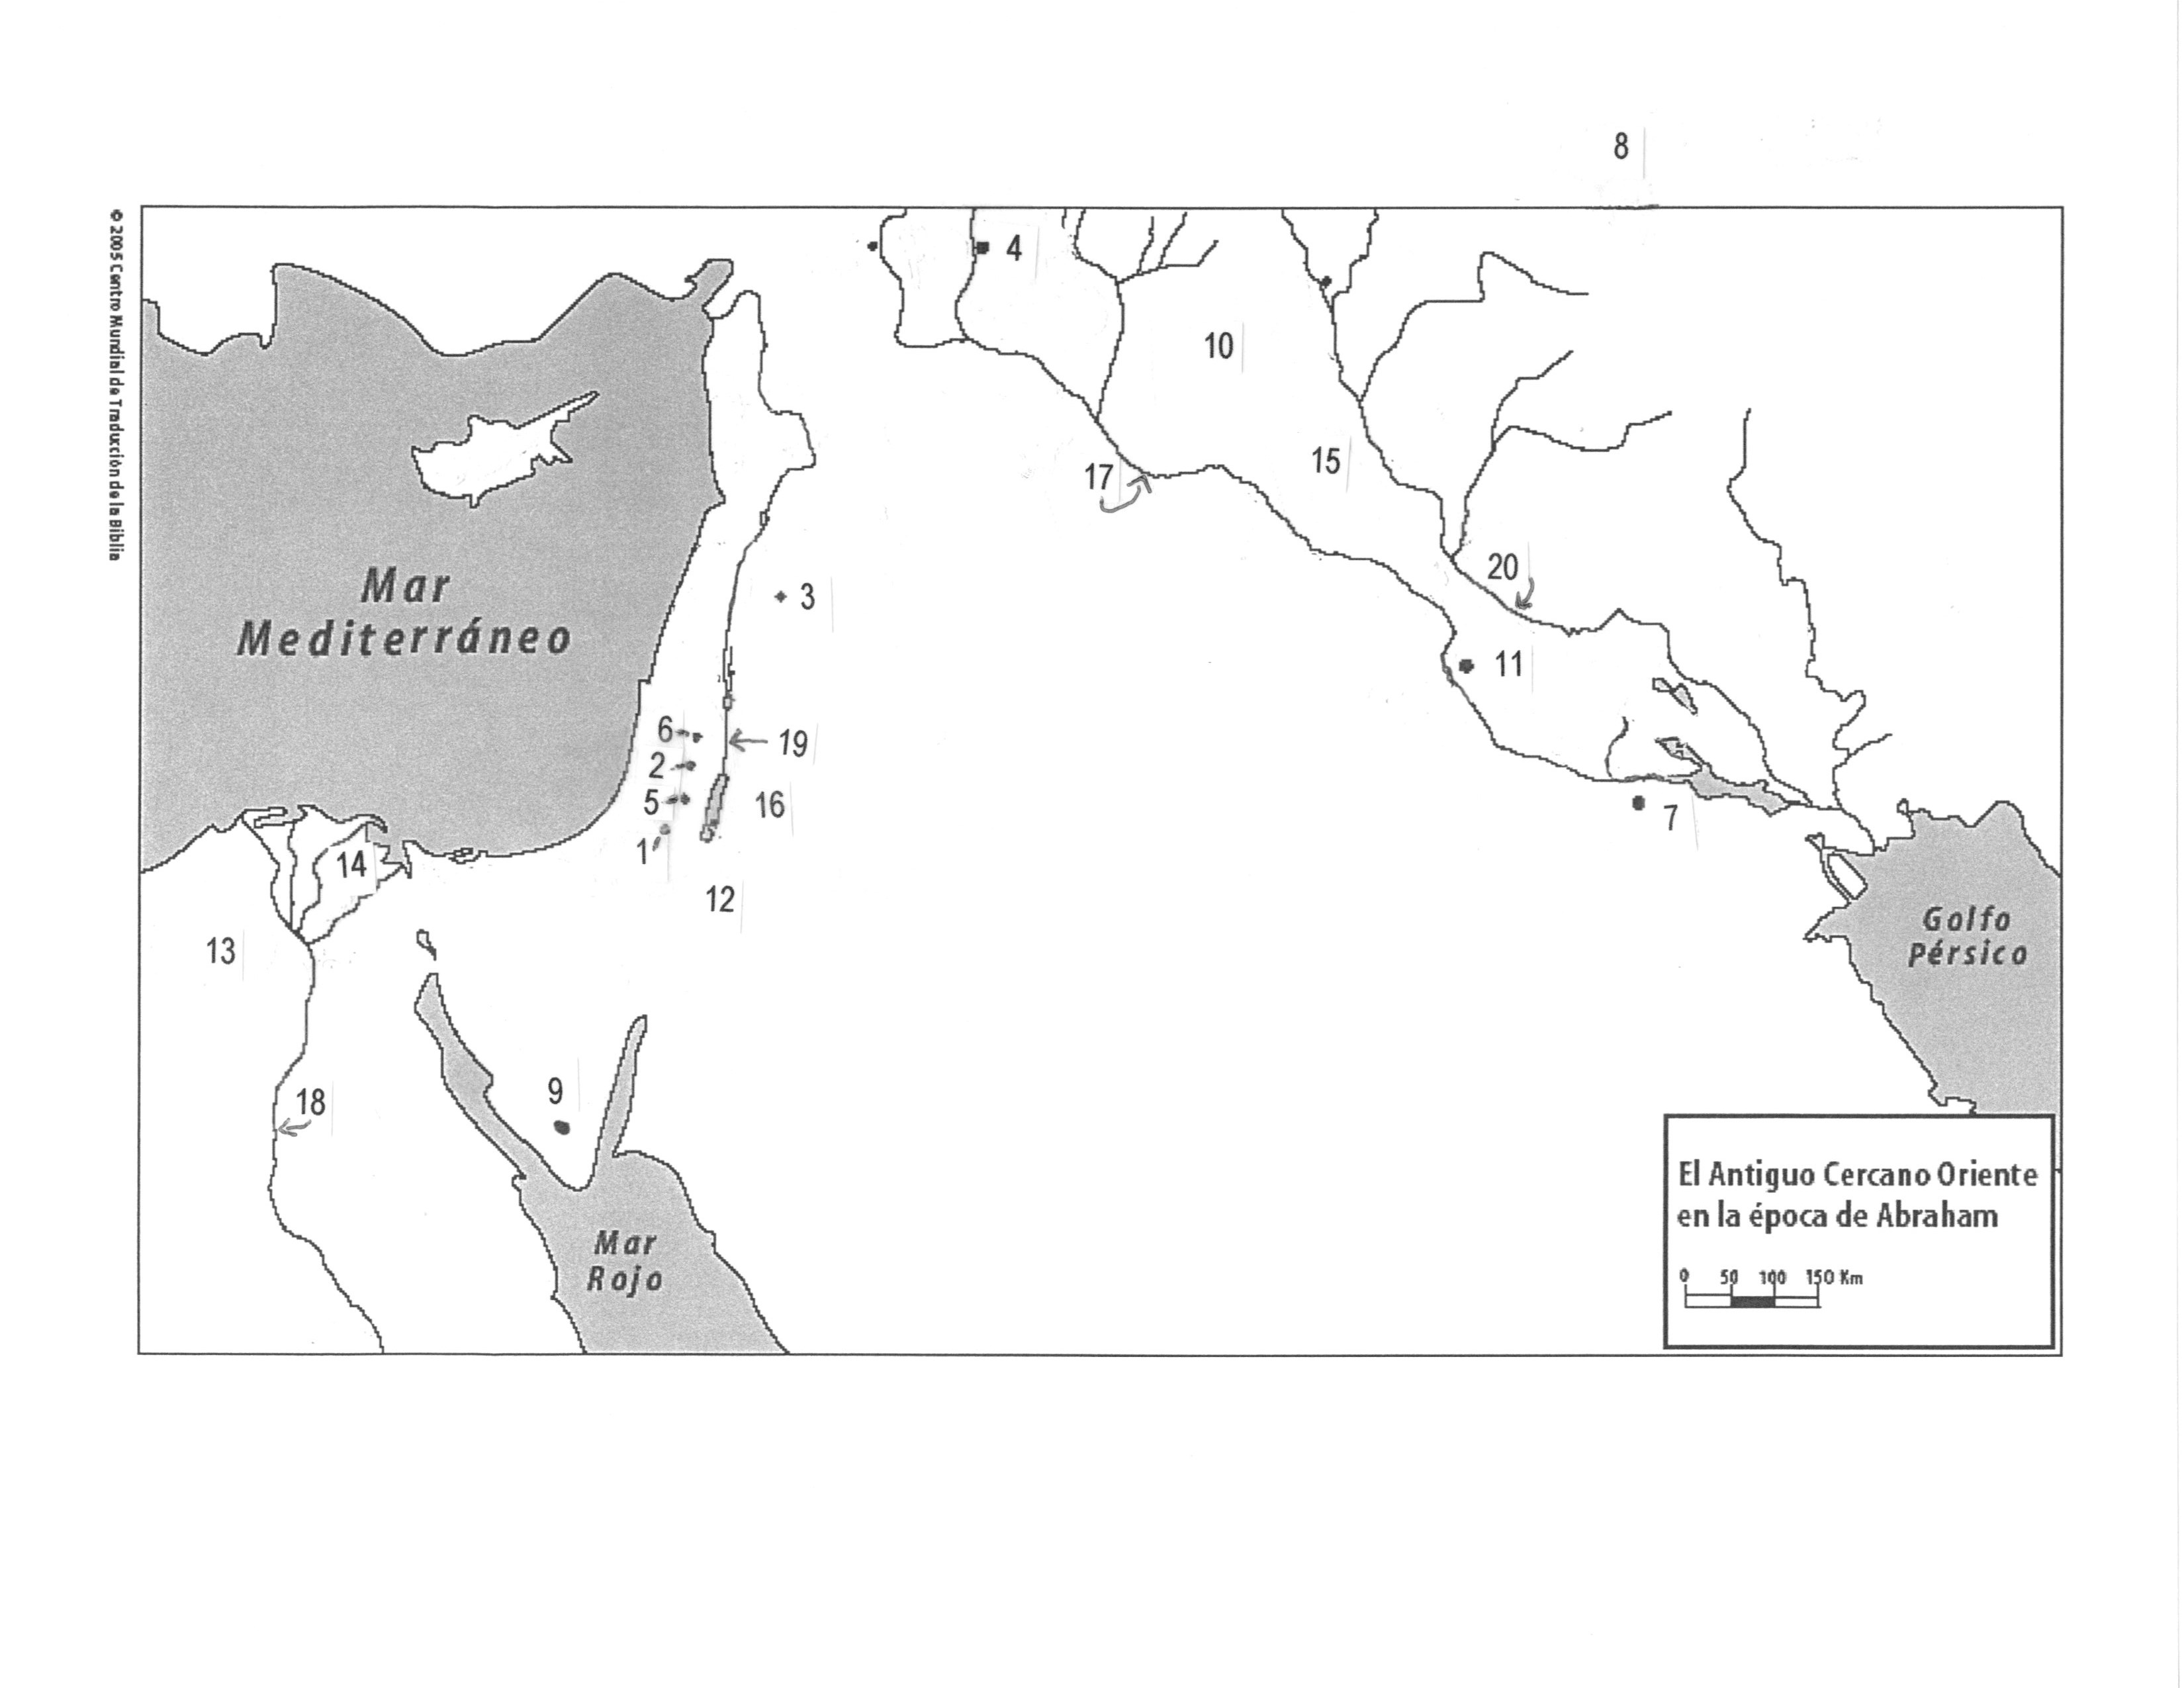 8
© 2005 Centro Mundial de Traducción de la Biblia
4
10
15
17
20
3
11
Mar
Mediterráneo
6
19
2
5
16
7
1
14
12
13
Golfo
Pérsico
9
18
El Antiguo Cercano Oriente
en la época de Abraham
Mar
Rojo
0 50 100 150 Km